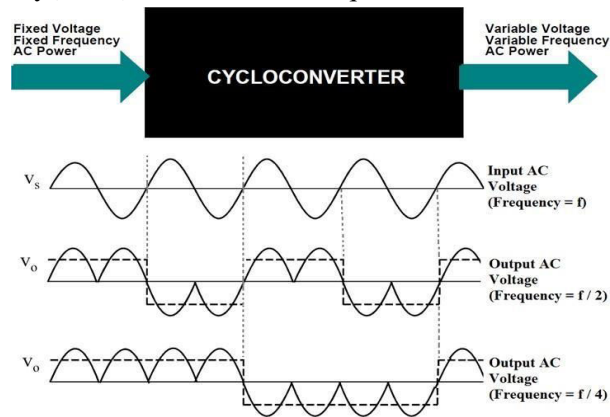 Fixed Voltage
Fixed Frequency
AC Power
CYCLOCONVERTER
Variable Voltage
Variable Frequency
AC Power
Vs
Input AC
Voltage
(Frequency = f)
Vo
Output AC
Voltage
(Frequency = f / 2)
Vo
Output AC
Voltage
(Frequency = f / 4)